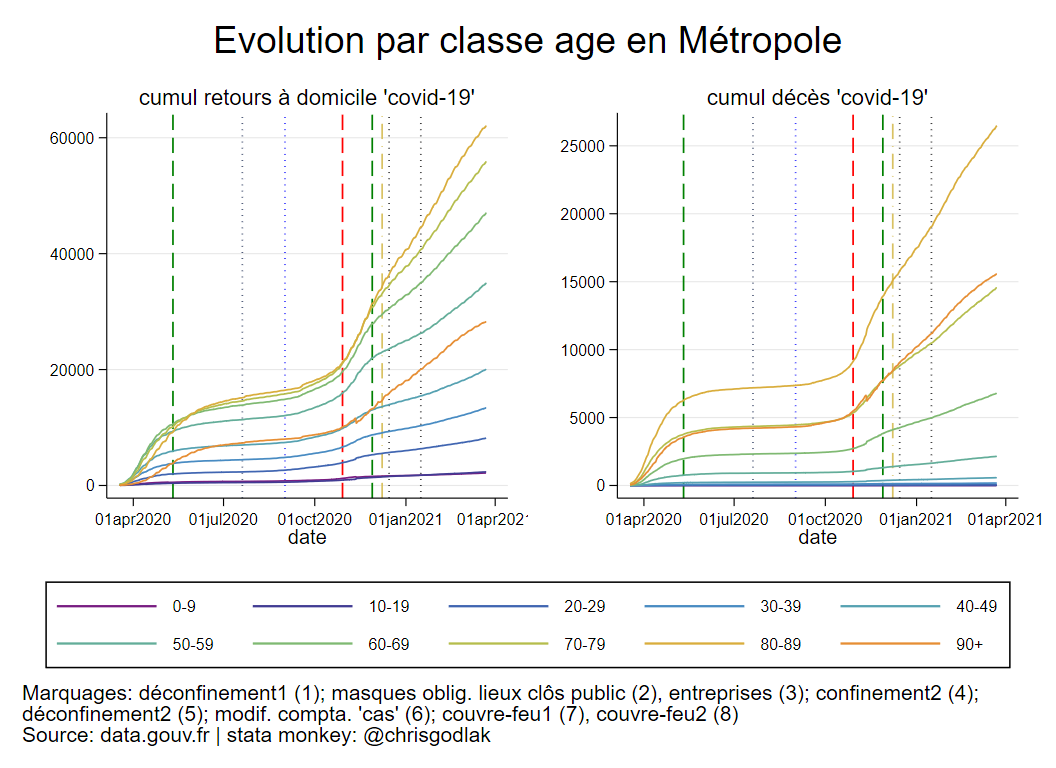 Evolution par classe age en Métropole
cumul retours à domicile 'covid-19'
60000
40000
20000
0
01apr2020 01jul2020 01oct2020 01jan2021 01apr202
date
cumul décès 'covid-19'
25000
20000
15000
10000
5000
0
01apr2020 01jul2020 01oct2020 01jan2021 01apr2021
date
0-9 10-19 20-29 30-39 40-49
50-59 60-69 70-79 80-89 90+
Marquages: déconfinement1 (1); masques oblig. lieux clôs public (2), entreprises (3); confinement2 (4);
déconfinement2 (5); modif. compta. 'cas' (6); couvre-feu1 (7), couvre-feu2 (8)
Source: data.gouv.fr | stata monkey: @chrisgodlak